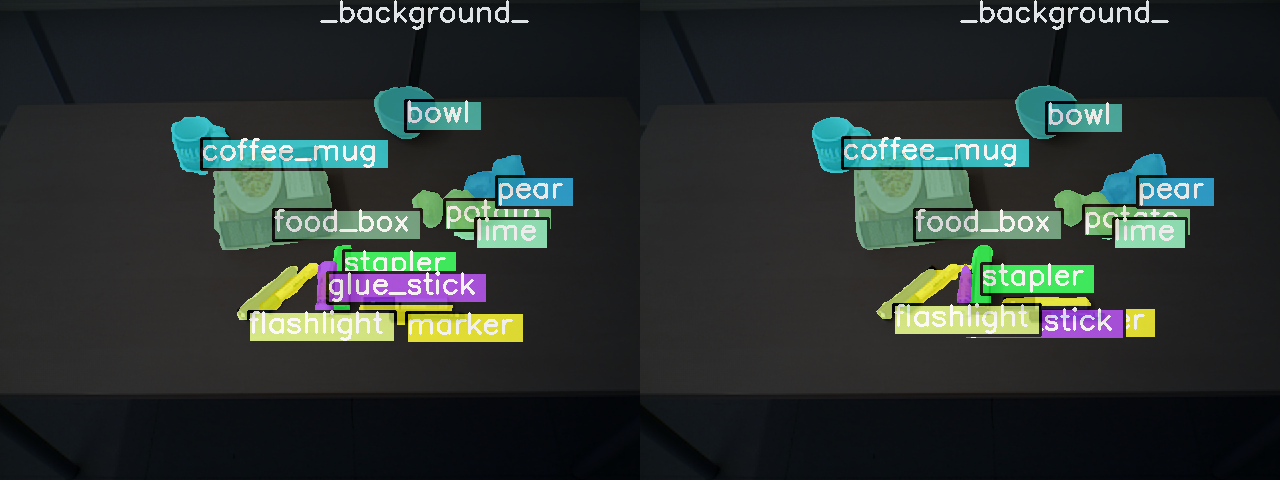 _background_
bowl
coffee_mug
pear
potato
food_box
lime
stapler
glue_stick
flashlight
marker
_background_
bowl
coffee_mug
pear
potato
food_box
lime
stapler
flashlight
stick